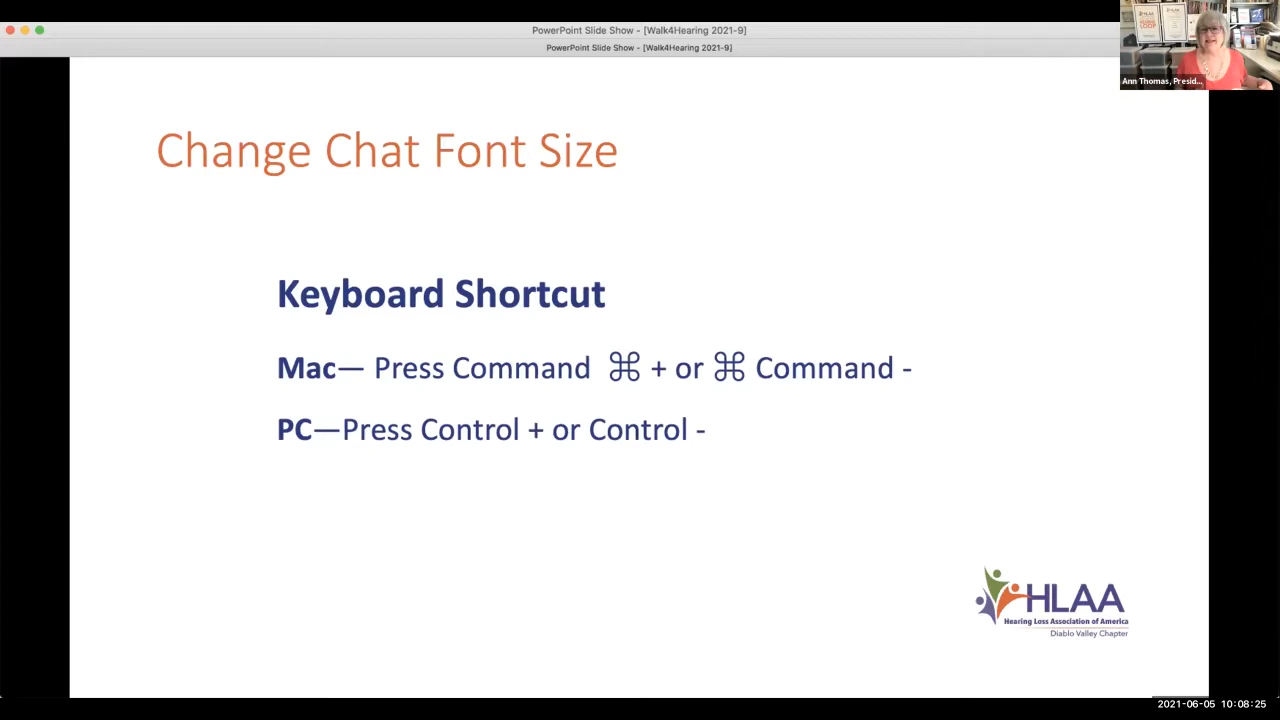 PowerPoint Slide Show - [Walk4Hearing 2021-9]
PowerPoint Slide Show - [Walk4Hearing 2021-9]
Ann Thomas, Presid...
Change Chat Font Size
Keyboard Shortcut
Mac— Press Command ⌘ + or ⌘ Command -
PC—Press Control + or Control -
HLAA
Hearing Loss Association of America
Diablo Valley Chapter
2021-06-05 10:08:25